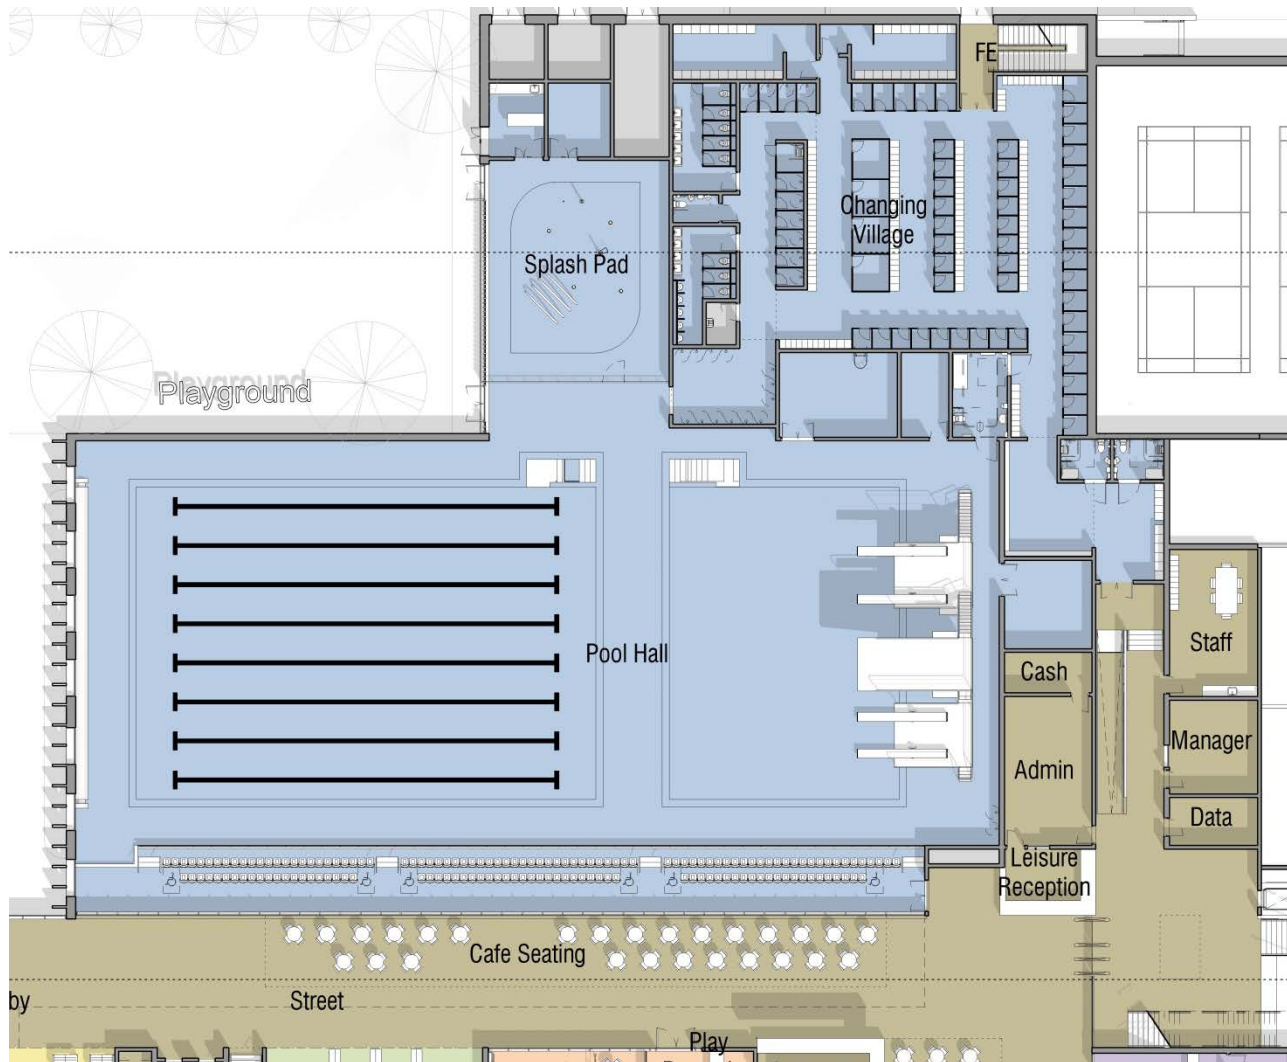 FE
Changing
Village
Splash Pad
Playground
Pool Hall
Staff
Cash
Manager
Admin
Data
Leisure
Reception
Cafe Seating
by
Street
Play